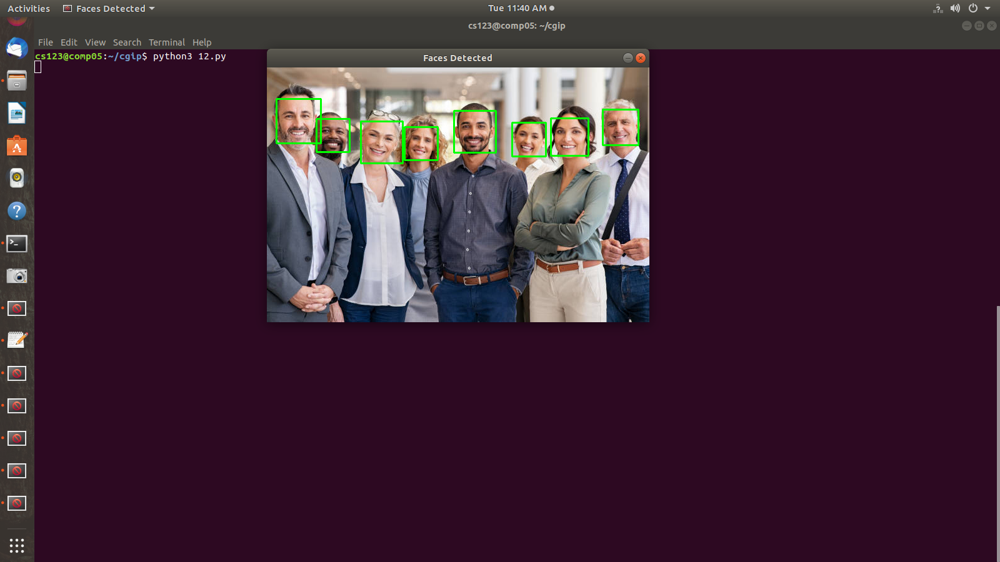 Activities Faces Detected Tue 11:40 AM
cs123@comp05: ~/cgip
File Edit View Search Terminal Help
cs123@comp05:~/cgip$ python3 12.py
Faces Detected